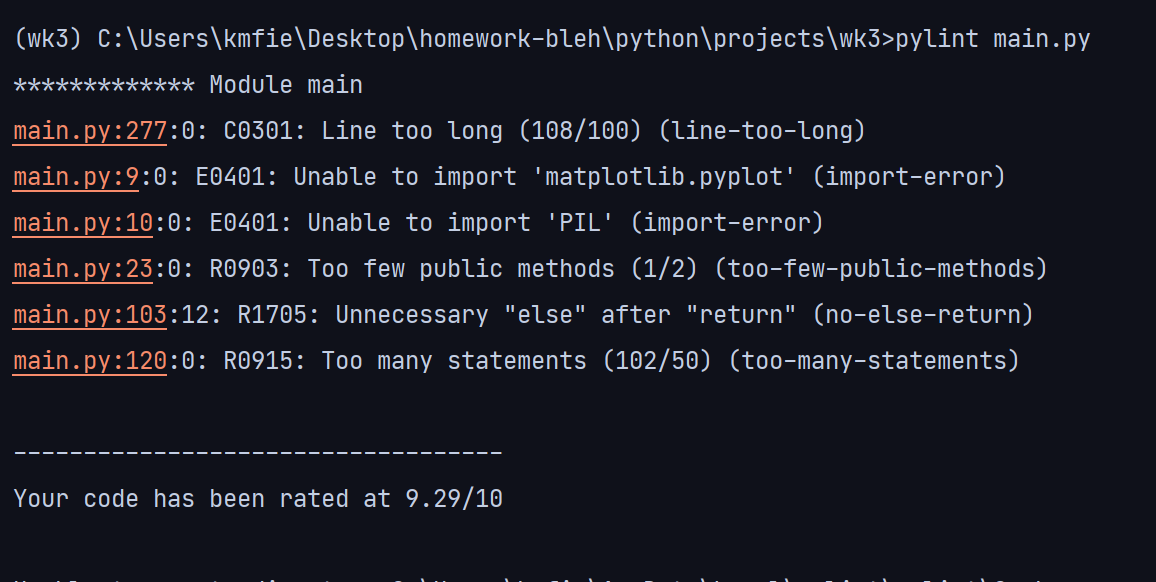 (wk3) C:\Users\kmfie\Desktop\homework-bleh\python\projects\wk3>pylint main.py
************* Module main
main.py:277:0: C0301: Line too long (108/100) (line-too-long)
main.py:9:0: E0401: Unable to import 'matplotlib.pyplot' (import-error)
main.py:10:0: E0401: Unable to import 'PIL' (import-error)
main.py:23:0: R0903: Too few public methods (1/2) (too-few-public-methods)
main.py:103:12: R1705: Unnecessary "else" after "return" (no-else-return)
main.py:120:0: R0915: Too many statements (102/50) (too-many-statements)
-----------------------------------
Your code has been rated at 9.29/10